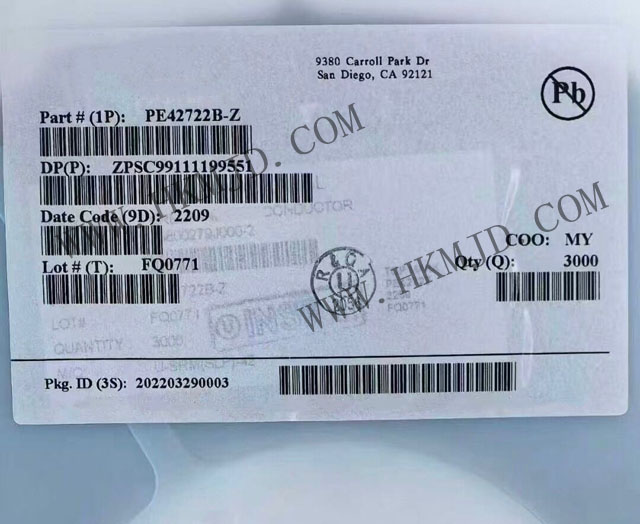 9380 Carroll Park Dr
San Diego, CA 92121
Pb
Part # (1P): PE42722B-Z
DP(P): ZPSC99111199551
CONDUCTOR
Date Code (9D): 2209
COO: MY
Lot # (T): FQ0771
Qty (Q): 3000
722B-Z
R&QA
U
FQ0771
LOT#
FQ0771
QUANTITY 3000
Pkg. ID (3S): 202203290003
WWW.HKMJD.COM
WWW.HKMJD.COM